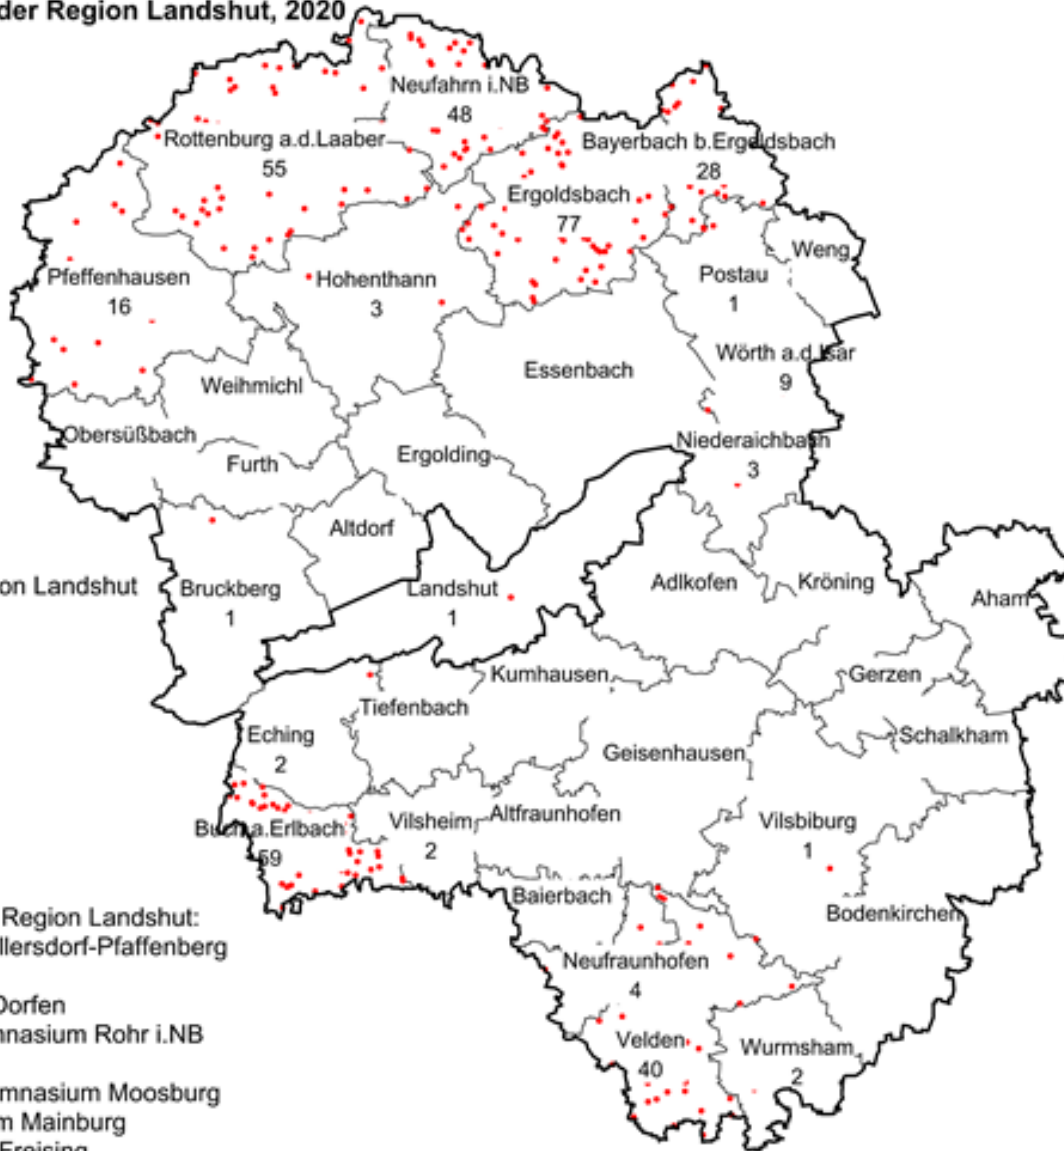 der Region Landshut, 2020
Neufahrn i.NB
48
Rottenburg a.d.Laaber
55
Bayerbach b.Ergoldsbach
28
Ergoldsbach
77
Weng
Pfeffenhausen
16
Hohenthann
3
Postau
1
Wörth a.d.Isar
9
Essenbach
Weihmichl
Obersüßbach
Furth
Ergolding
Niederaichbach
3
Altdorf
on Landshut
Bruckberg
1
Landshut
1
Adlkofen
Kröning
Aham
Kumhausen
Gerzen
Tiefenbach
Eching
2
Schalkham
Geisenhausen
Buch a.Erlbach
59
Vilsheim
2
Altfraunhofen
Vilsbiburg
1
Baierbach
Bodenkirchen
Region Landshut:
llersdorf-Pfaffenberg
Neufraunhofen
4
Dorfen
nnasium Rohr i.NB
Velden
40
Wurmsham
2
mnasium Moosburg
m Mainburg
Freising